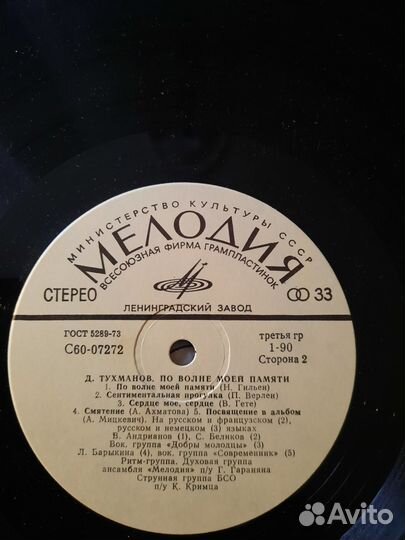 МИНИСТЕРСТВО КУЛЬТУРЫ СССР
МЕЛОДИЯ
ВСЕСОЮЗНАЯ ФИРМА ГРАМПЛАСТИНОК
СТЕРЕО
33
ЛЕНИНГРАДСКИЙ ЗАВОД
ГОСТ 5289-73
третья гр
С60-07272
1-90
Сторона 2
Д. ТУХМАНОВ. ПО ВОЛНЕ МОЕЙ ПАМЯТИ
1. По волне моей памяти (Н. Гильен)
2. Сентиментальная прогулка (П. Верлен)
3. Сердце мое, сердце (В. Гете)
4. Смятение (А. Ахматова) 5. Посвящение в альбом
(А. Мицкевич). На русском и французском (2),
русском и немецком (3) языках
В. Андрианов (1), С. Беликов (2)
Вок. группа «Добры молодцы» (3)
Л. Барыкина (4), вок. группа «Современник» (5)
Ритм-группа. Духовая группа
ансамбля «Мелодия» п/у Г. Гараняна
Струнная группа БСО
п/у К. Кримца
Avito